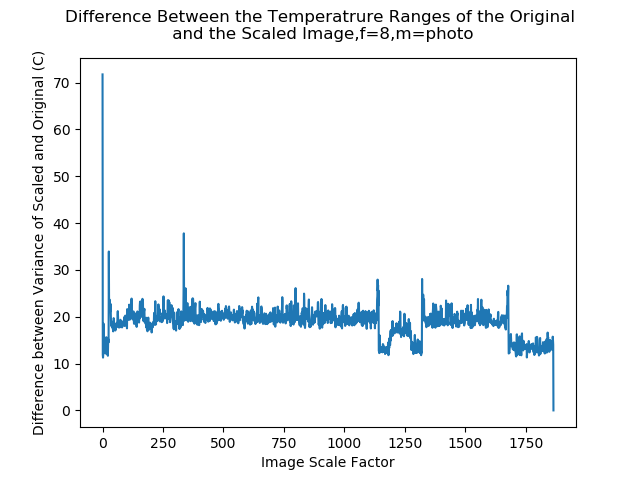 Difference Between the Temperatrure Ranges of the Original
and the Scaled Image,f=8,m=photo
Difference between Variance of Scaled and Original (C)
70
60
50
40
30
20
10
0
0 250 500 750 1000 1250 1500 1750
Image Scale Factor